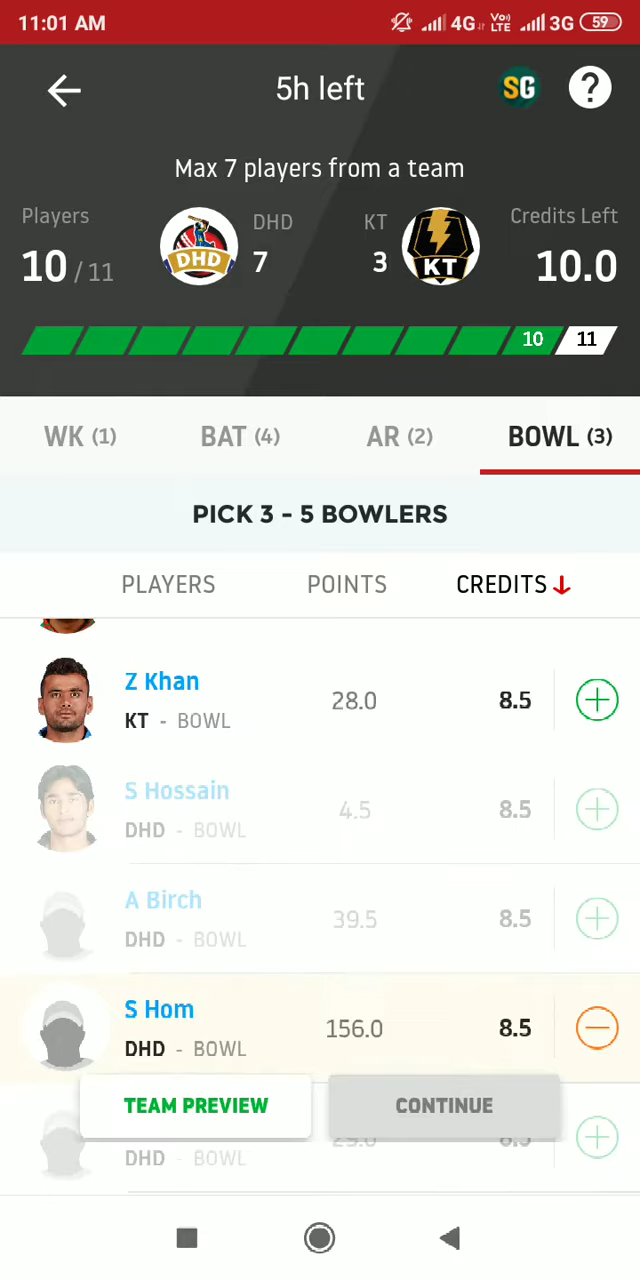 11:01 AM 4G Vo)) LTE 3G 59
5h left SG ?
Max 7 players from a team
Players DHD KT Credits Left
10 / 11 DHD 7 3 KT 10.0
10 11
WK (1) BAT (4) AR (2) BOWL (3)
PICK 3 - 5 BOWLERS
PLAYERS POINTS CREDITS
Z Khan
KT - BOWL 28.0 8.5
S Hossain
DHD - BOWL 4.5 8.5
A Birch
DHD - BOWL 39.5 8.5
S Hom
DHD - BOWL 156.0 8.5
TEAM PREVIEW CONTINUE
DHD - BOWL